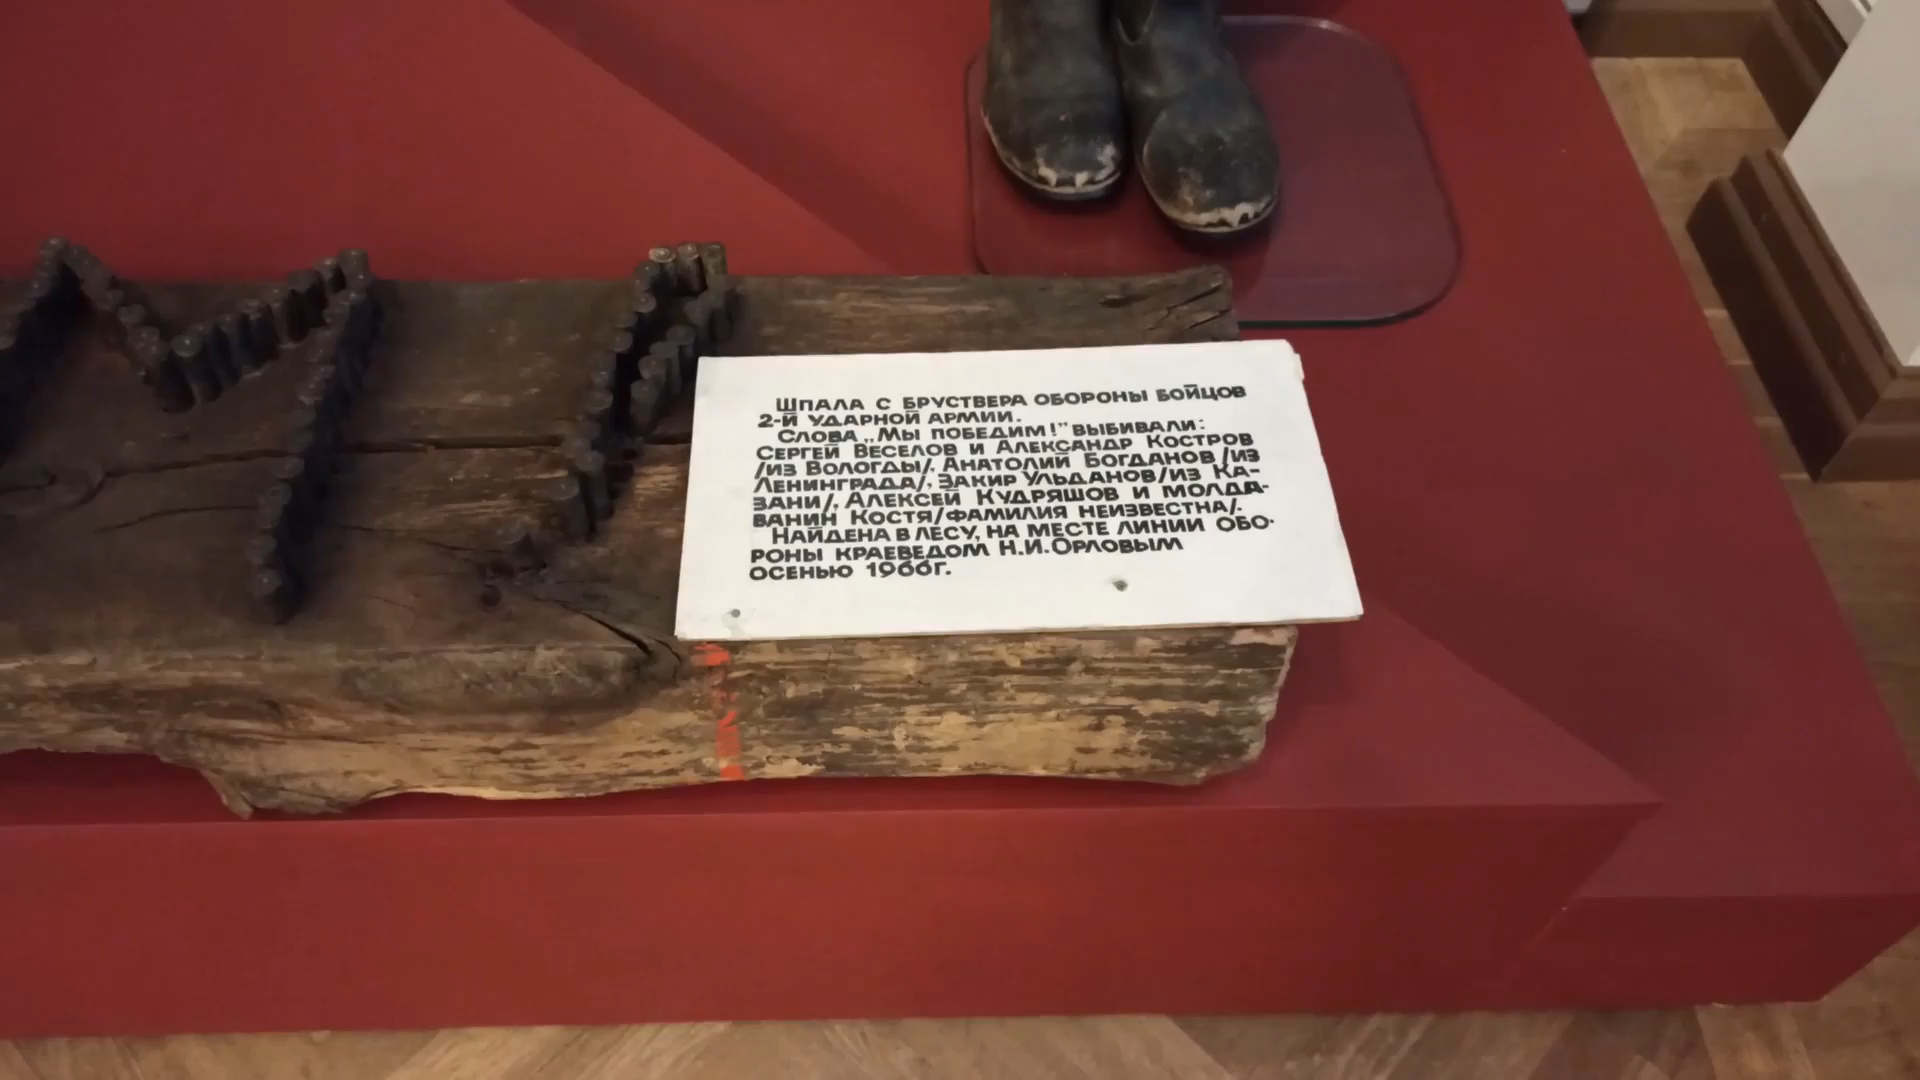 Шпала с бруствера обороны бойцов
2-й ударной армии.
Слова „Мы победим!” выбивали:
Сергей Веселов и Александр Костров
/из Вологды/, Анатолий Богданов /из
Ленинграда/, Закир Ульданов/из Ка-
зани/, Алексей Кудряшов и молда-
ванин Костя/фамилия неизвестна/.
Найдена в лесу, на месте линии обо-
роны краеведом Н.И.Орловым
осенью 1966г.